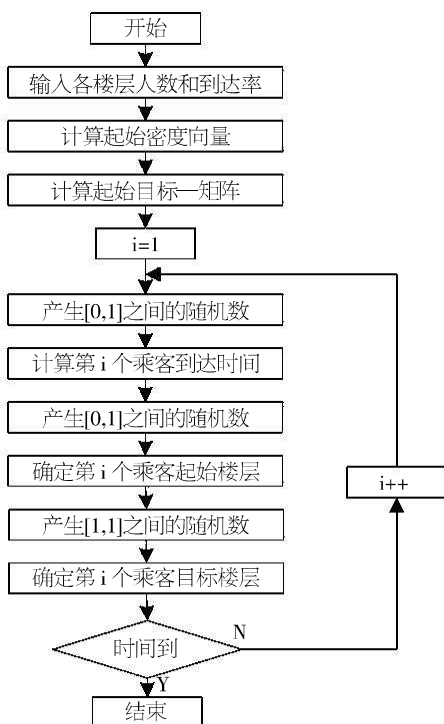 开始
输入各楼层人数和到达率
计算起始密度向量
计算起始目标一矩阵
i=1
产生[0,1]之间的随机数
计算第 i 个乘客到达时间
产生[0,1]之间的随机数
确定第 i 个乘客起始楼层
i++
产生[1,1]之间的随机数
确定第 i 个乘客目标楼层
时间到
N
Y
结束